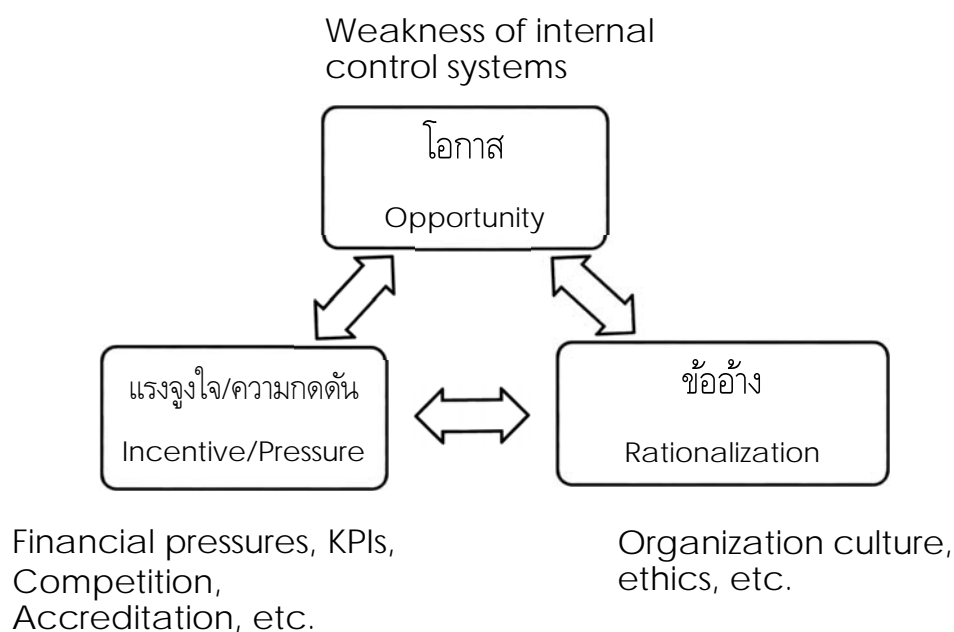 Weakness of internal
control systems
โอกาส
Opportunity
แรงจูงใจ/ความกดดัน
Incentive/Pressure
ข้ออ้าง
Rationalization
Financial pressures, KPIs,
Competition,
Accreditation, etc.
Organization culture,
ethics, etc.